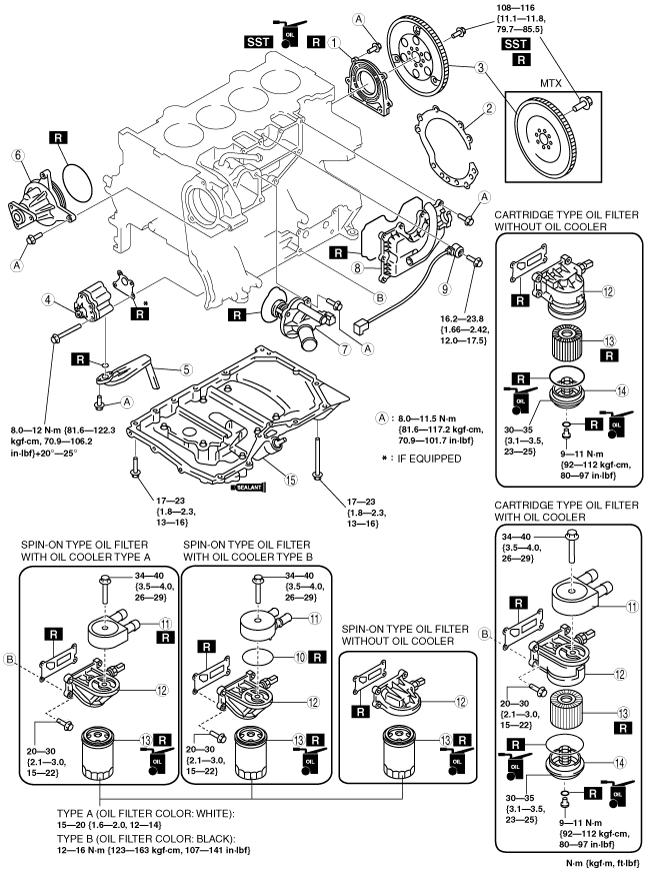 108—116
{11.1—11.8,
79.7—85.5}
SST
R
SST OIL R
A
1
3
MTX
2
R
6
A
A
R
8
9
B
4
R
*
R
7
A
16.2—23.8
{1.66—2.42,
12.0—17.5}
R
5
A
8.0—12 N·m {81.6—122.3
kgf·cm, 70.9—106.2
in·lbf}+20°—25°
A : 8.0—11.5 N·m
{81.6—117.2 kgf·cm,
70.9—101.7 in·lbf}
* : IF EQUIPPED
15
SEALANT
17—23
{1.8—2.3,
13—16}
17—23
{1.8—2.3,
13—16}
CARTRIDGE TYPE OIL FILTER
WITHOUT OIL COOLER
R
12
13
R
R
OIL
14
30—35
{3.1—3.5,
23—25}
R OIL
9—11 N·m
{92—112 kgf·cm,
80—97 in·lbf}
CARTRIDGE TYPE OIL FILTER
WITH OIL COOLER
34—40
{3.5—4.0,
26—29}
11
R
B
12
20—30
{2.1—3.0,
15—22}
13
R
R
OIL
14
30—35
{3.1—3.5,
23—25}
R OIL
9—11 N·m
{92—112 kgf·cm,
80—97 in·lbf}
SPIN-ON TYPE OIL FILTER
WITH OIL COOLER TYPE A
34—40
{3.5—4.0,
26—29}
11
R
R
B
12
20—30
{2.1—3.0,
15—22}
13 R
OIL
SPIN-ON TYPE OIL FILTER
WITH OIL COOLER TYPE B
34—40
{3.5—4.0,
26—29}
11
R
10 R
12
20—30
{2.1—3.0,
15—22}
13 R
OIL
SPIN-ON TYPE OIL FILTER
WITHOUT OIL COOLER
R
12
13 R
OIL
TYPE A (OIL FILTER COLOR: WHITE):
15—20 {1.6—2.0, 12—14}
TYPE B (OIL FILTER COLOR: BLACK):
12—16 N·m {123—163 kgf·cm, 107—141 in·lbf}
N·m {kgf·m, ft·lbf}